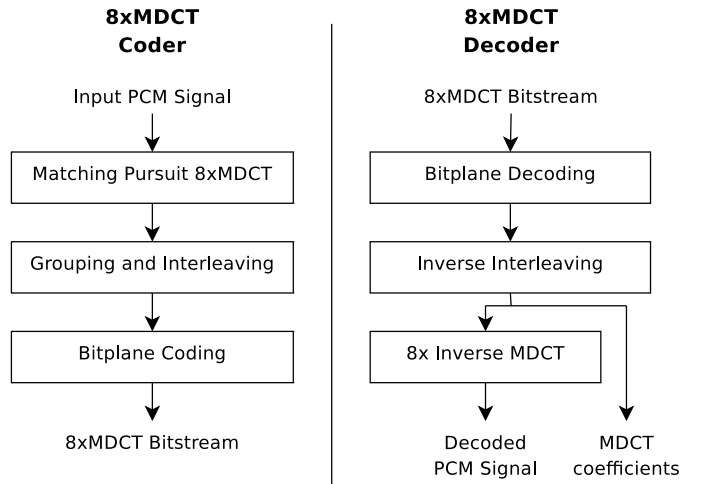 8xMDCT
Coder
Input PCM Signal
Matching Pursuit 8xMDCT
Grouping and Interleaving
Bitplane Coding
8xMDCT Bitstream
8xMDCT
Decoder
8xMDCT Bitstream
Bitplane Decoding
Inverse Interleaving
8x Inverse MDCT
Decoded
PCM Signal
MDCT
coefficients